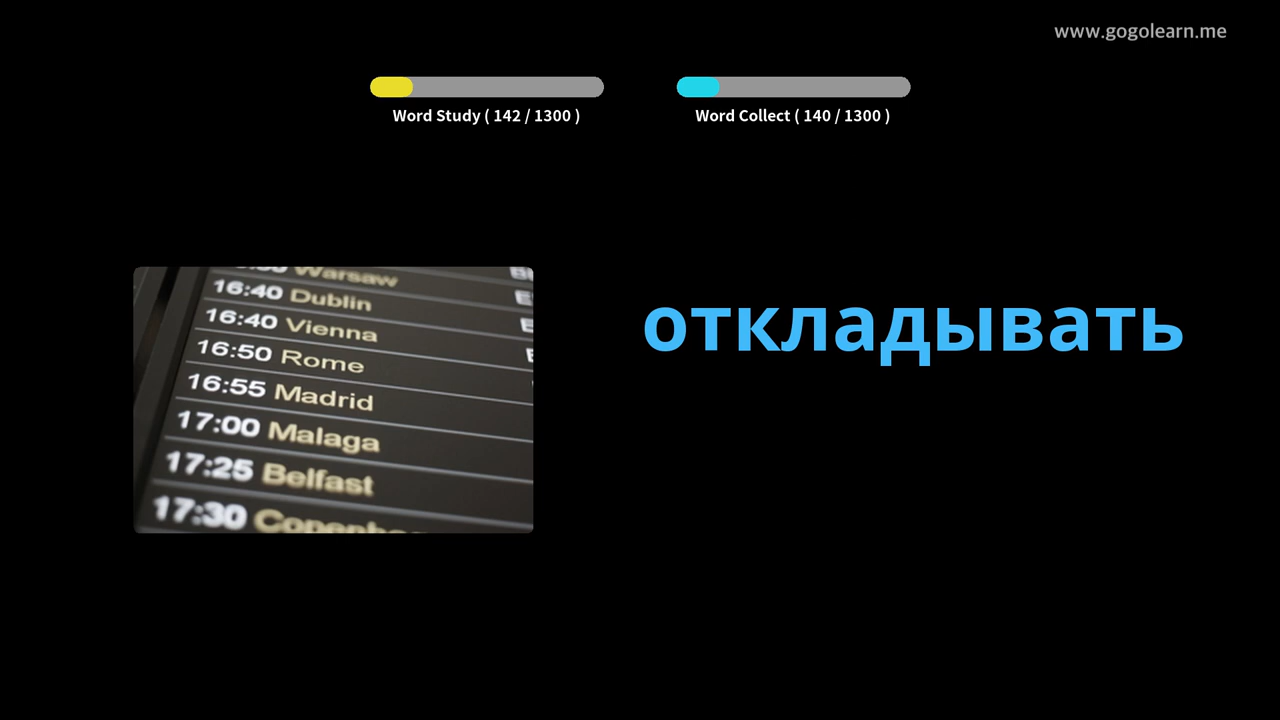 www.gogolearn.me
Word Study ( 142 / 1300 )
Word Collect ( 140 / 1300 )
Warsaw
16:40 Dublin
16:40 Vienna
16:50 Rome
16:55 Madrid
17:00 Malaga
17:25 Belfast
17:30
откладывать